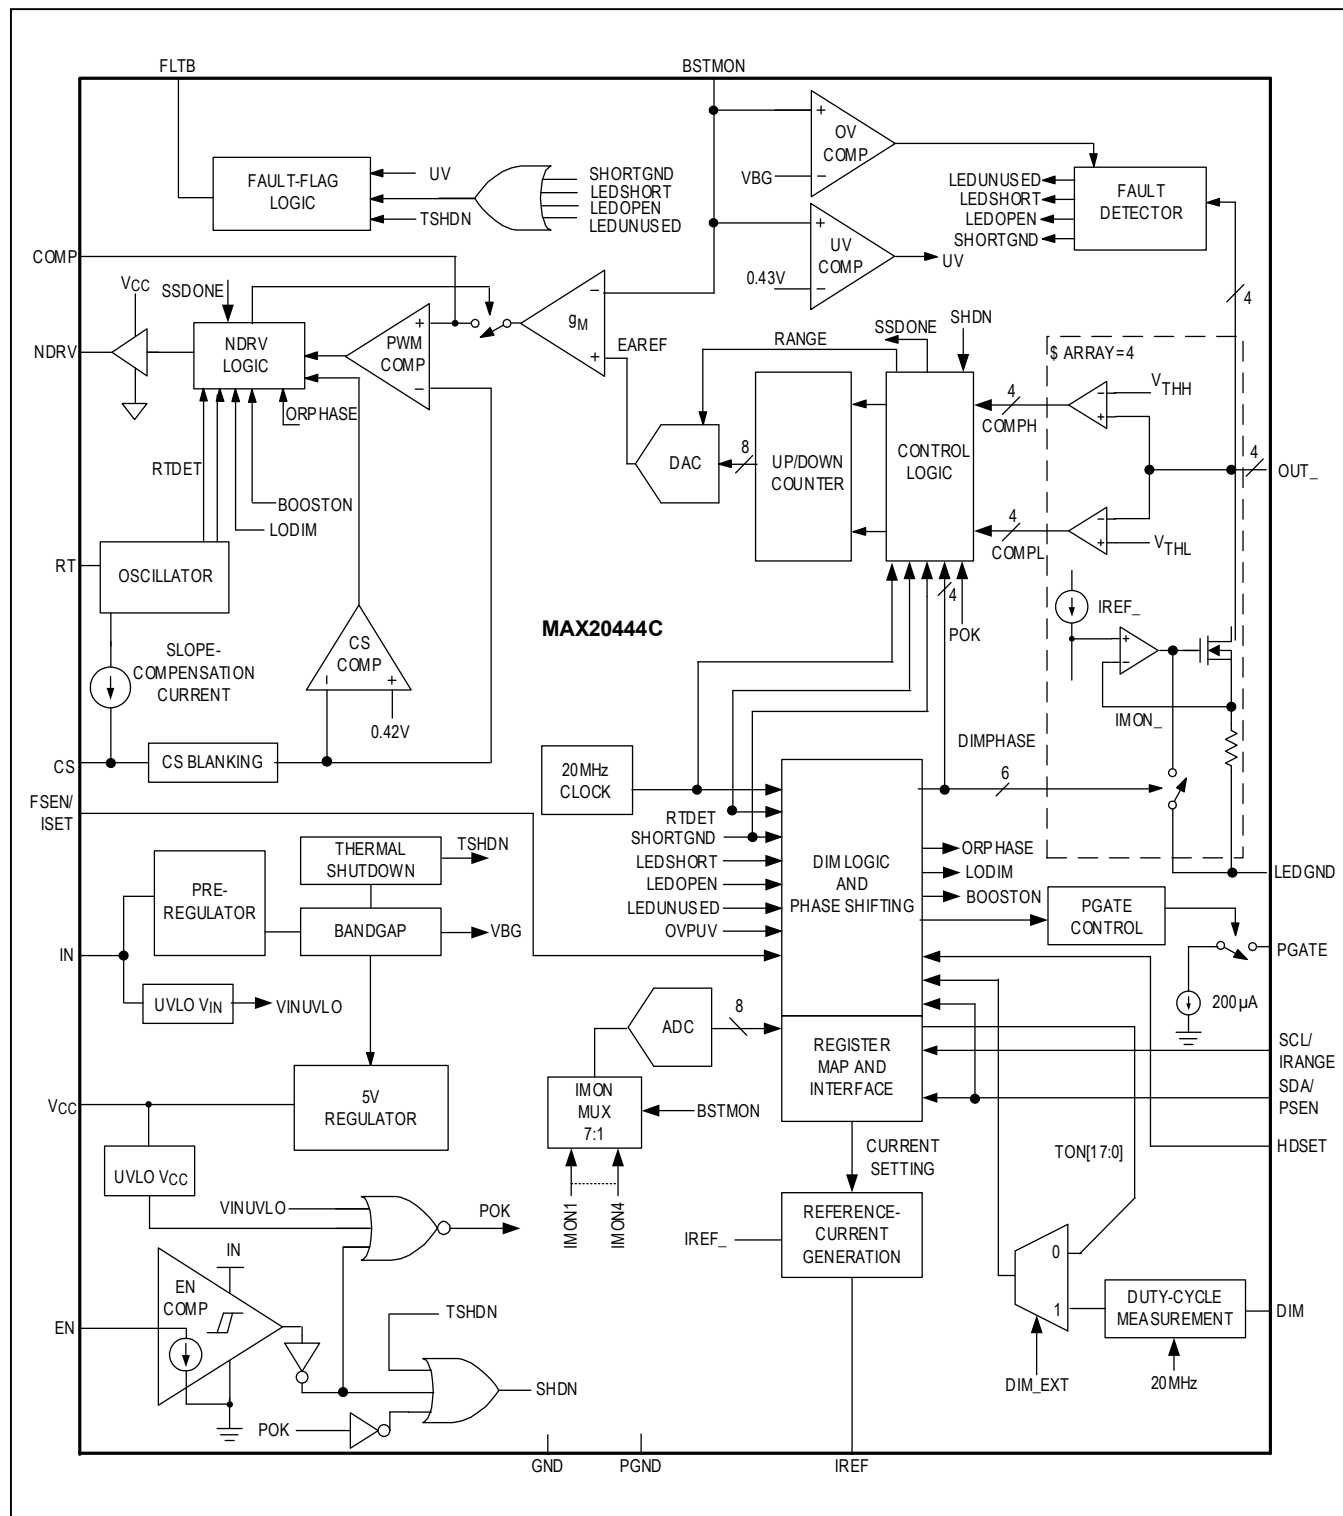 FLTB
BSTMON
FAULT-FLAG
LOGIC
UV
TSHDN
SHORTGND
LEDSHORT
LEDOPEN
LEDUNUSED
+
OV
COMP
VBG
−
LEDUNUSED
LEDSHORT
LEDOPEN
SHORTGND
FAULT
DETECTOR
+
UV
COMP
0.43V
−
UV
4
COMP
VCC
SSDONE
NDRV
NDRV
LOGIC
+
PWM
COMP
−
−
gM
+
EAREF
ORPHASE
RTDET
BOOSTON
LODIM
RANGE
SSDONE
SHDN
DAC
8
UP/DOWN
COUNTER
CONTROL
LOGIC
4
COMPH
4
COMPL
4
POK
$ ARRAY=4
−
+
VTHH
4
OUT_
−
+
VTHL
IREF_
+
−
IMON_
RT
OSCILLATOR
SLOPE-
COMPENSATION
CURRENT
CS
COMP
−
+
0.42V
MAX20444C
CS
CS BLANKING
FSEN/
ISET
20MHz
CLOCK
DIMPHASE
6
RTDET
SHORTGND
LEDSHORT
LEDOPEN
LEDUNUSED
OVPUV
DIM LOGIC
AND
PHASE SHIFTING
ORPHASE
LODIM
BOOSTON
LEDGND
PGATE
CONTROL
PGATE
200µA
THERMAL
SHUTDOWN
TSHDN
PRE-
REGULATOR
BANDGAP
VBG
IN
UVLO VIN
VINUVLO
ADC
8
REGISTER
MAP AND
INTERFACE
SCL/
IRANGE
SDA/
PSEN
HDSET
5V
REGULATOR
VCC
UVLO VCC
IMON
MUX
7:1
BSTMON
IMON1
IMON4
CURRENT
SETTING
TON[17:0]
VINUVLO
POK
IREF_
REFERENCE-
CURRENT
GENERATION
0
1
DUTY-CYCLE
MEASUREMENT
DIM
DIM_EXT
20MHz
IN
EN
COMP
EN
TSHDN
SHDN
POK
GND
PGND
IREF